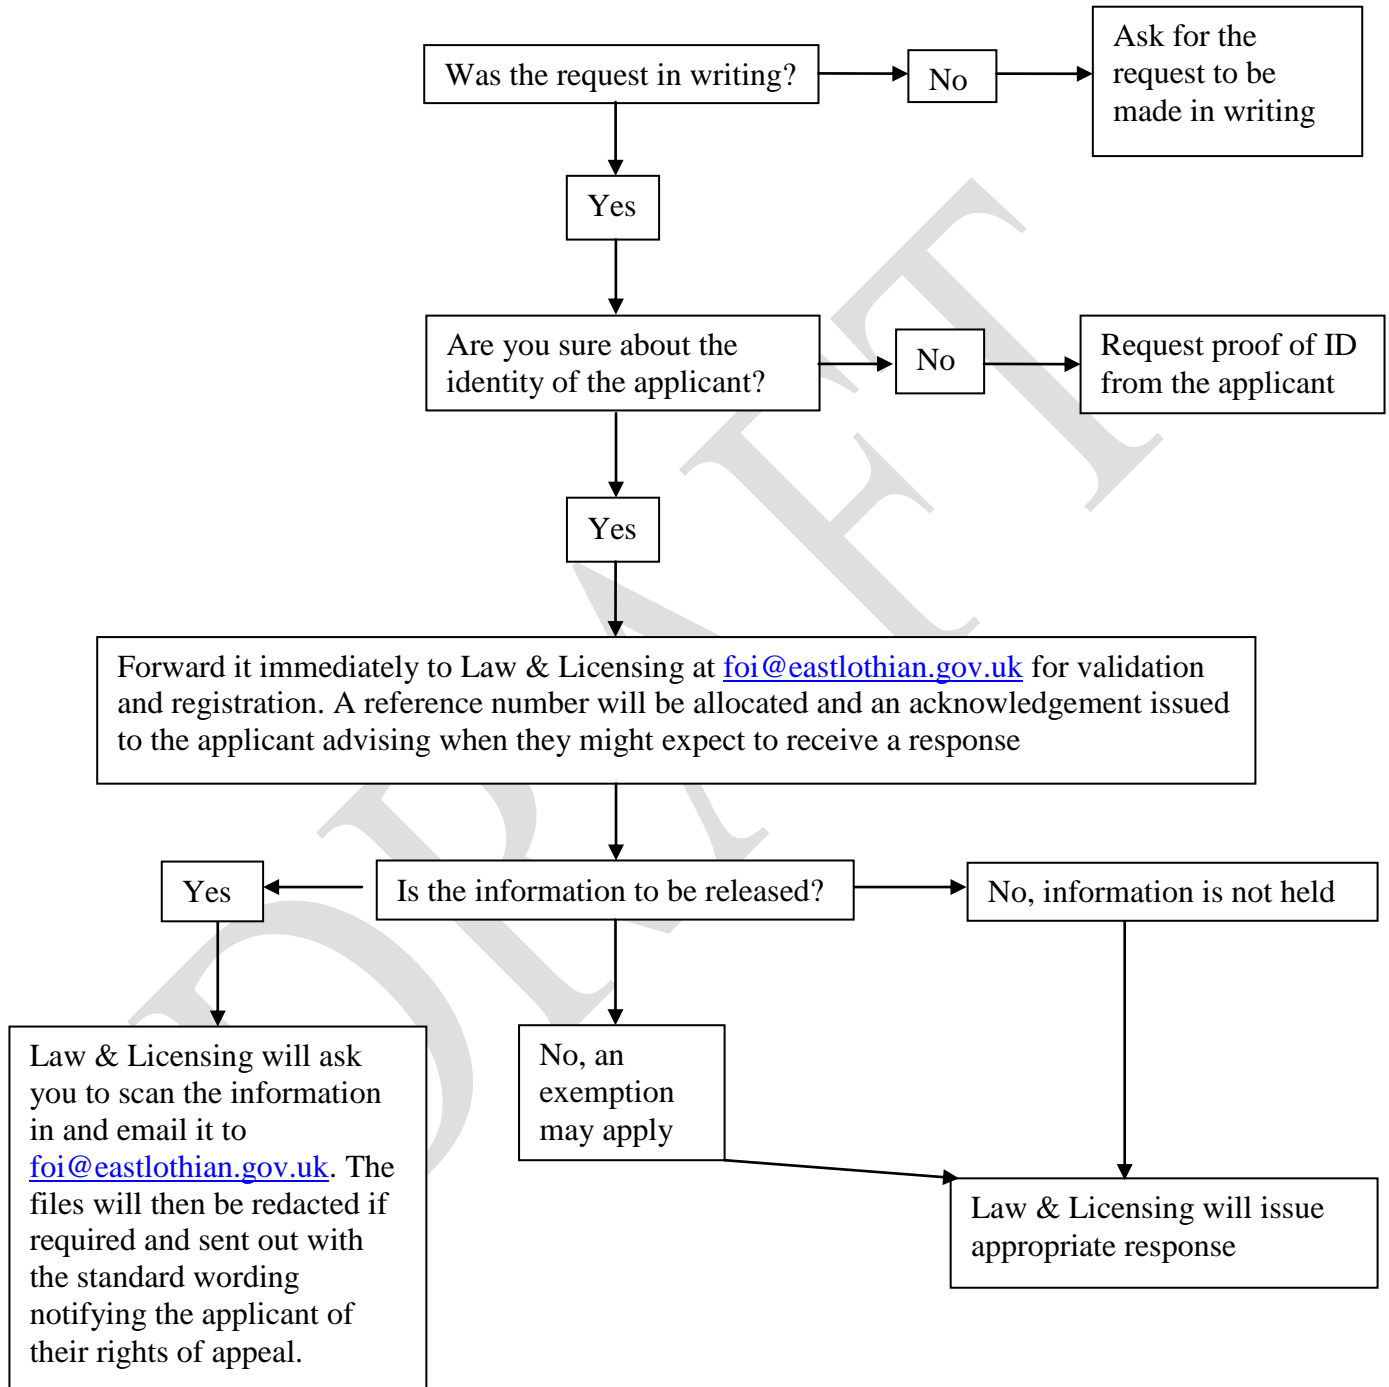 Was the request in writing?
No
Ask for the
request to be
made in writing
Yes
Are you sure about the
identity of the applicant?
No
Request proof of ID
from the applicant
Yes
Forward it immediately to Law & Licensing at foi@eastlothian.gov.uk for validation
and registration. A reference number will be allocated and an acknowledgement issued
to the applicant advising when they might expect to receive a response
Yes
Is the information to be released?
No, information is not held
Law & Licensing will ask
you to scan the information
in and email it to
foi@eastlothian.gov.uk. The
files will then be redacted if
required and sent out with
the standard wording
notifying the applicant of
their rights of appeal.
No, an
exemption
may apply
Law & Licensing will issue
appropriate response
DRAFT